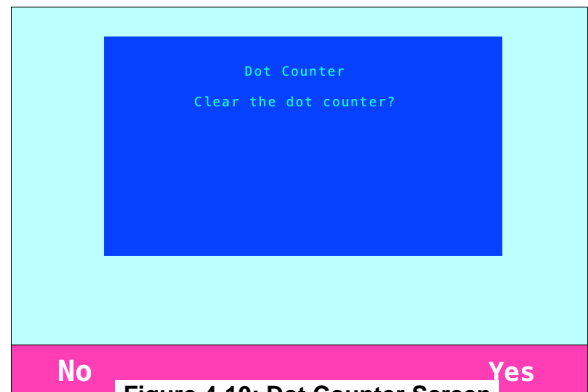 Dot Counter
Clear the dot counter?
No Yes
Figure 4-10: Dot Counter Screen